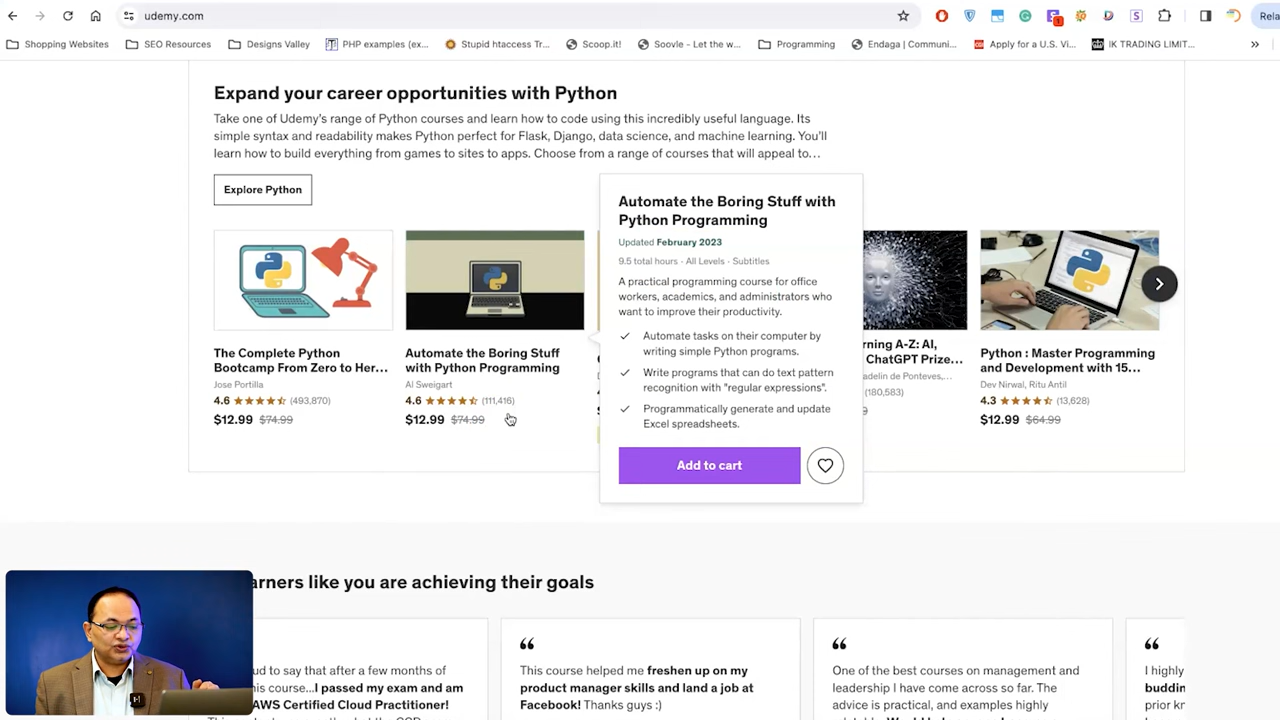 udemy.com
Rela
Shopping Websites
SEO Resources
Designs Valley
PHP examples (ex...
Stupid htaccess Tr...
Scoop.it!
Soovle - Let the w...
Programming
Endaga | Communi...
Apply for a U.S. Vi...
IK TRADING LIMIT...
Expand your career opportunities with Python
Take one of Udemy's range of Python courses and learn how to code using this incredibly useful language. Its
simple syntax and readability makes Python perfect for Flask, Django, data science, and machine learning. You'll
learn how to build everything from games to sites to apps. Choose from a range of courses that will appeal to...
Explore Python
The Complete Python
Bootcamp From Zero to Her...
Jose Portilla
4.6 (493,870)
$12.99 $74.99
Automate the Boring Stuff
with Python Programming
Al Sweigart
4.6 (111,416)
$12.99 $74.99
Automate the Boring Stuff with
Python Programming
Updated February 2023
9.5 total hours · All Levels · Subtitles
A practical programming course for office
workers, academics, and administrators who
want to improve their productivity.
Automate tasks on their computer by
writing simple Python programs.
Write programs that can do text pattern
recognition with "regular expressions".
Programmatically generate and update
Excel spreadsheets.
Add to cart
rning A-Z: AI,
ChatGPT Prize...
adelin de Ponteves,...
(180,583)
Python : Master Programming
and Development with 15...
Dev Nirwal, Ritu Antil
4.3 (13,628)
$12.99 $64.99
arners like you are achieving their goals
ud to say that after a few months of
his course...I passed my exam and am
AWS Certified Cloud Practitioner!
“
This course helped me freshen up on my
product manager skills and land a job at
Facebook! Thanks guys :)
“
One of the best courses on management and
leadership I have come across so far. The
advice is practical, and examples highly
“
I highly
buddin
prior kn